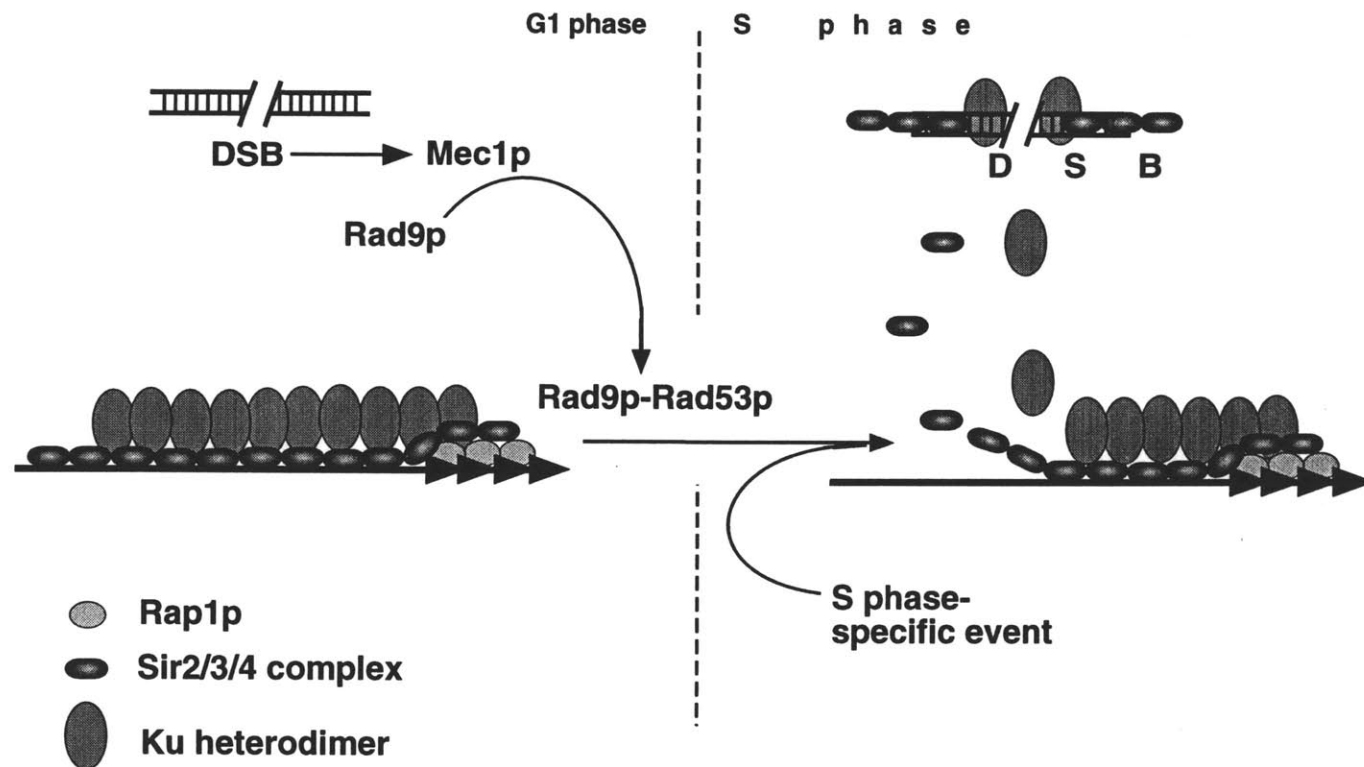 G1 phase
S phase
DSB
Mec1p
Rad9p
D S B
Rad9p-Rad53p
S phase-
specific event
Rap1p
Sir2/3/4 complex
Ku heterodimer